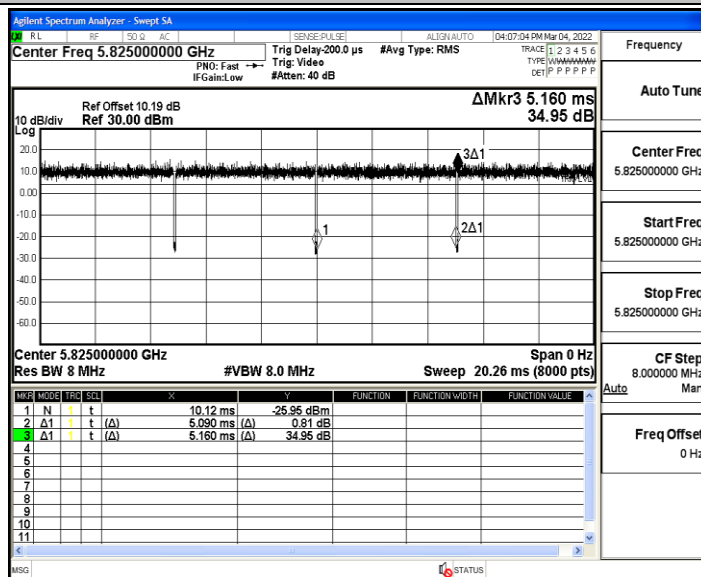 Agilent Spectrum Analyzer - Swept SA
RL RF 50 Ω AC SENSE:PULSE ALIGN AUTO 04:07:04 PM Mar 04, 2022
Center Freq 5.825000000 GHz
PNO: Fast
IFGain:Low
Trig Delay-200.0 µs
Trig: Video
#Atten: 40 dB
#Avg Type: RMS
TRACE 1 2 3 4 5 6
TYPE
DET P P P P P P
Ref Offset 10.19 dB
10 dB/div Ref 30.00 dBm
Log
ΔMkr3 5.160 ms
34.95 dB
20.0
10.0
0.00
-10.0
-20.0
-30.0
-40.0
-50.0
-60.0
3Δ1
1
2Δ1
Center 5.825000000 GHz Span 0 Hz
Res BW 8 MHz #VBW 8.0 MHz Sweep 20.26 ms (8000 pts)
MKR MODE TRC SCL X Y FUNCTION FUNCTION WIDTH FUNCTION VALUE
1 N 1 t 10.12 ms -25.95 dBm
2 Δ1 1 t (Δ) 5.090 ms (Δ) 0.81 dB
3 Δ1 1 t (Δ) 5.160 ms (Δ) 34.95 dB
4
5
6
7
8
9
10
11
MSG STATUS
Frequency
Auto Tune
Center Freq
5.825000000 GHz
Start Freq
5.825000000 GHz
Stop Freq
5.825000000 GHz
CF Step
8.000000 MHz
Auto Man
Freq Offset
0 Hz